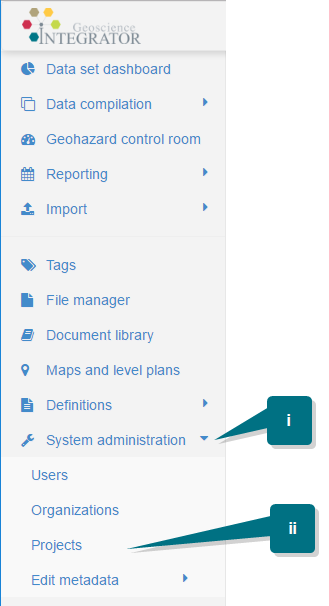 Geoscience
INTEGRATOR
Data set dashboard
Data compilation
Geohazard control room
Reporting
Import
Tags
File manager
Document library
Maps and level plans
Definitions
System administration
i
Users
Organizations
ii
Projects
Edit metadata